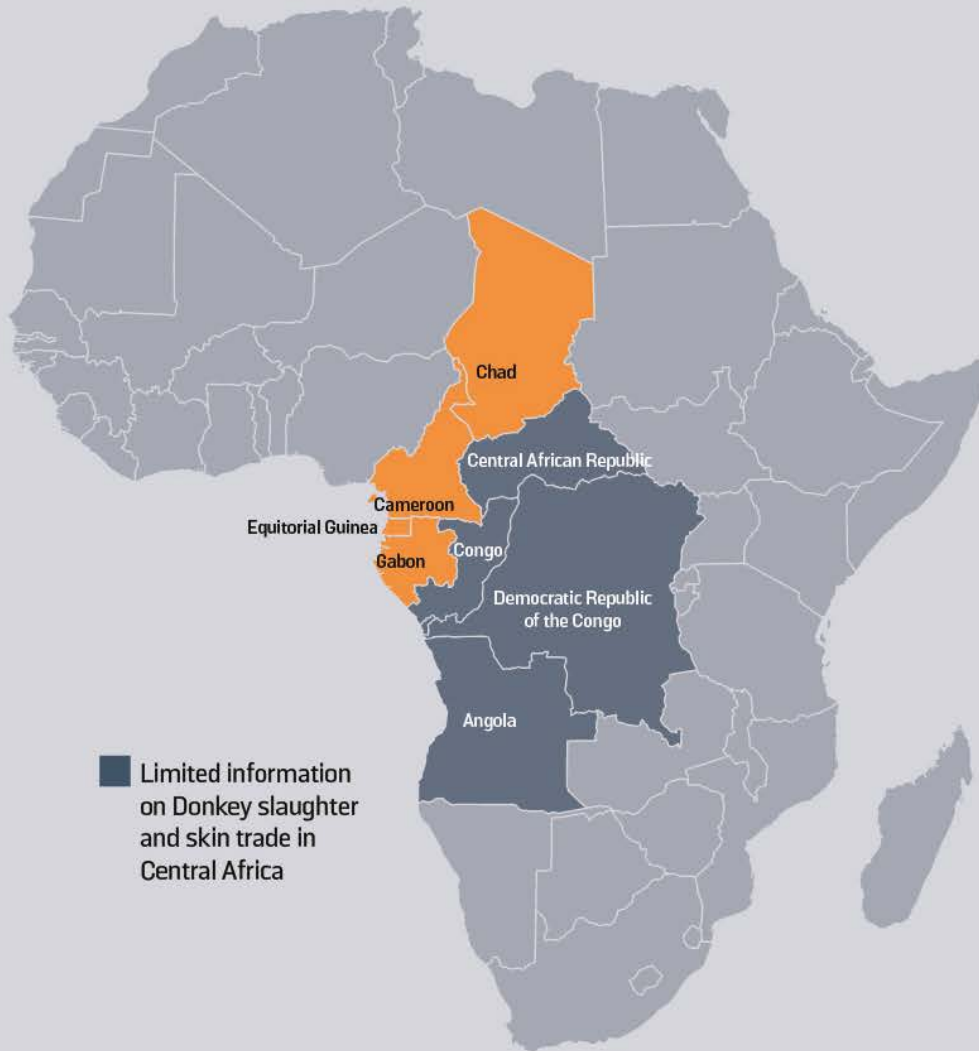 Chad
Central African Republic
Cameroon
Equitorial Guinea
Congo
Gabon
Democratic Republic
of the Congo
Angola
Limited information
on Donkey slaughter
and skin trade in
Central Africa